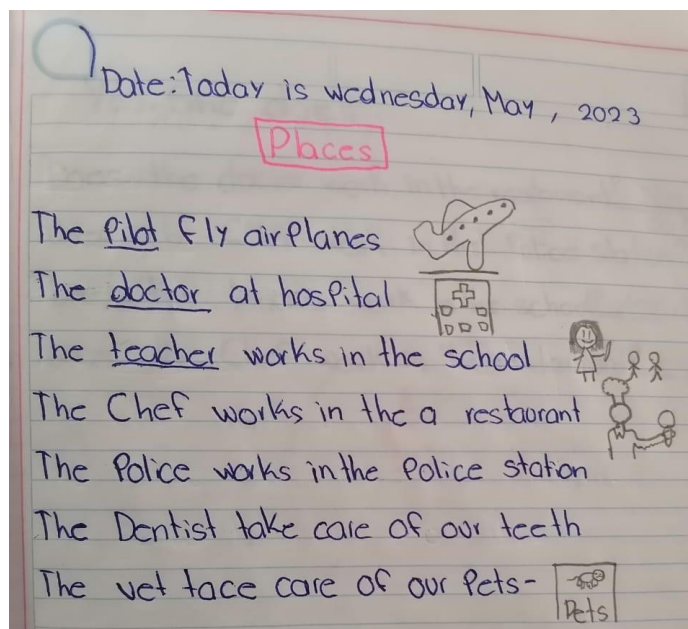 Date: Today is wednesday, May, 2023
Places
The Pilot fly airplanes
The doctor at hospital
The teacher works in the school
The Chef works in the a restaurant
The Police works in the Police station
The Dentist take care of our teeth
The vet tace care of our Pets-
Pets